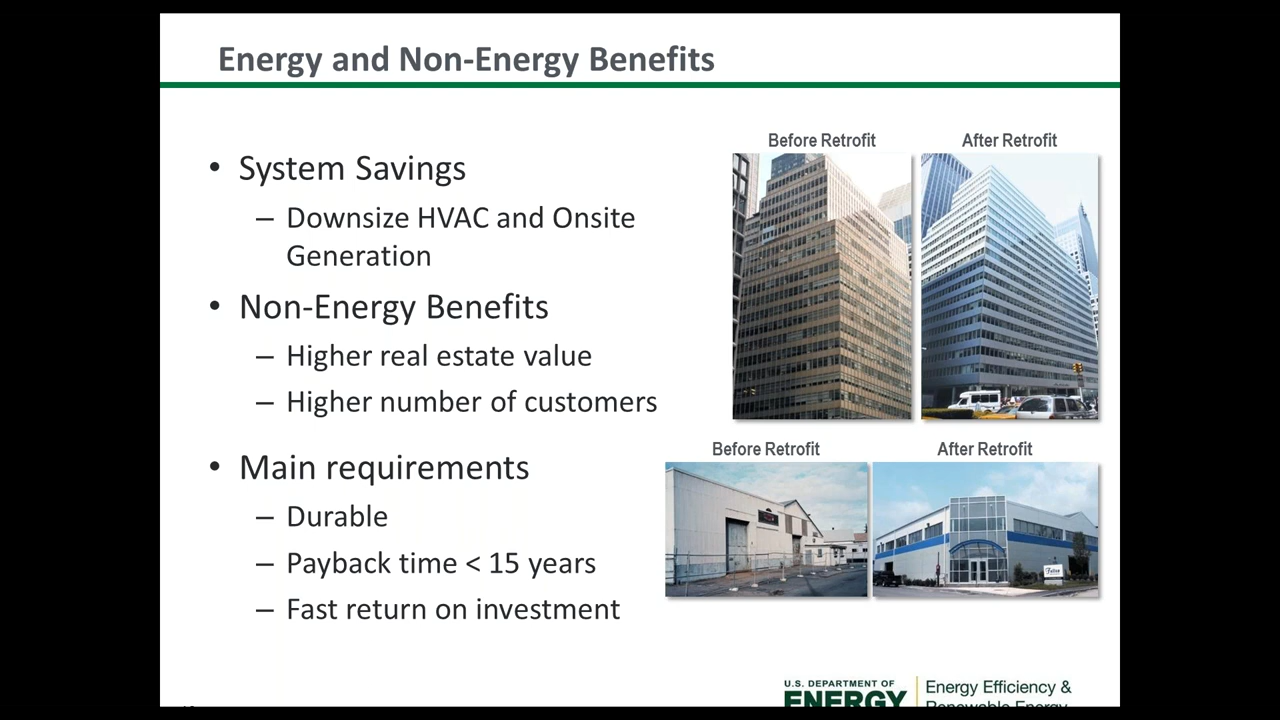 Energy and Non-Energy Benefits
• System Savings
– Downsize HVAC and Onsite
Generation
• Non-Energy Benefits
– Higher real estate value
– Higher number of customers
• Main requirements
– Durable
– Payback time < 15 years
– Fast return on investment
Before Retrofit
After Retrofit
Before Retrofit
After Retrofit
U.S. DEPARTMENT OF
ENERGY
Energy Efficiency &
Renewable Energy